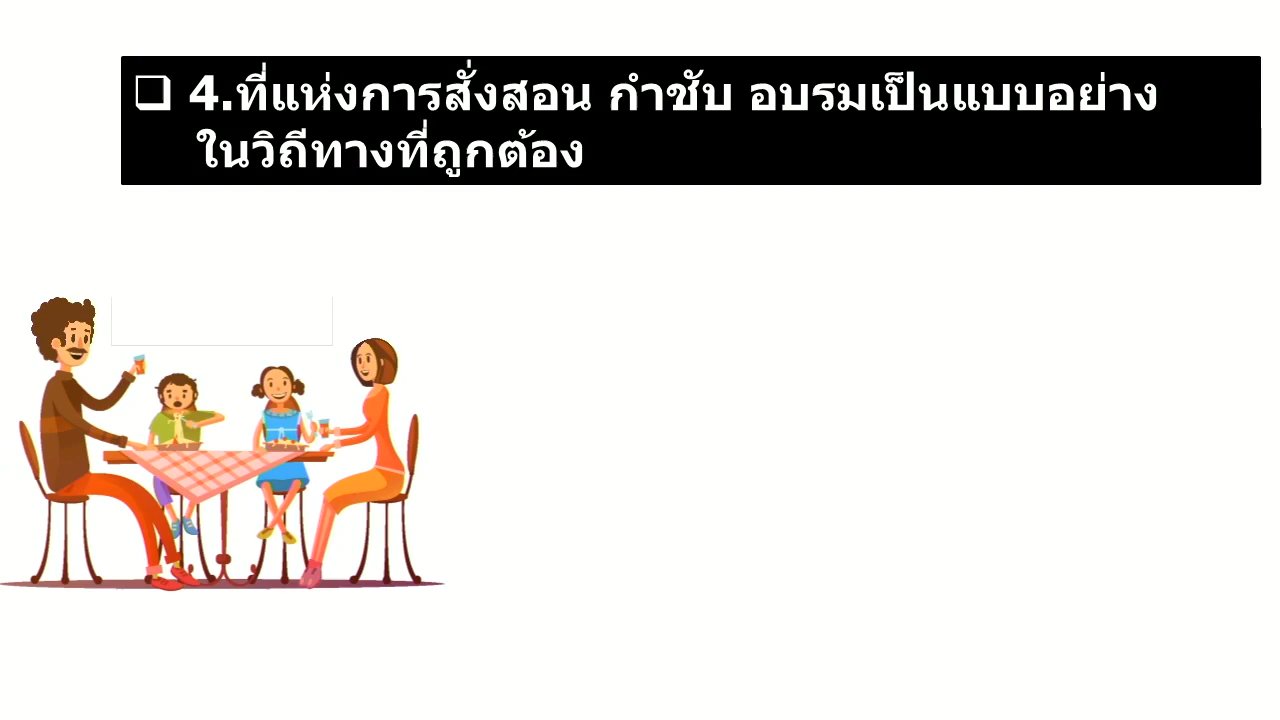 ❑ 4.ที่แห่งการสั่งสอน กำชับ อบรมเป็นแบบอย่าง
ในวิถีทางที่ถูกต้อง